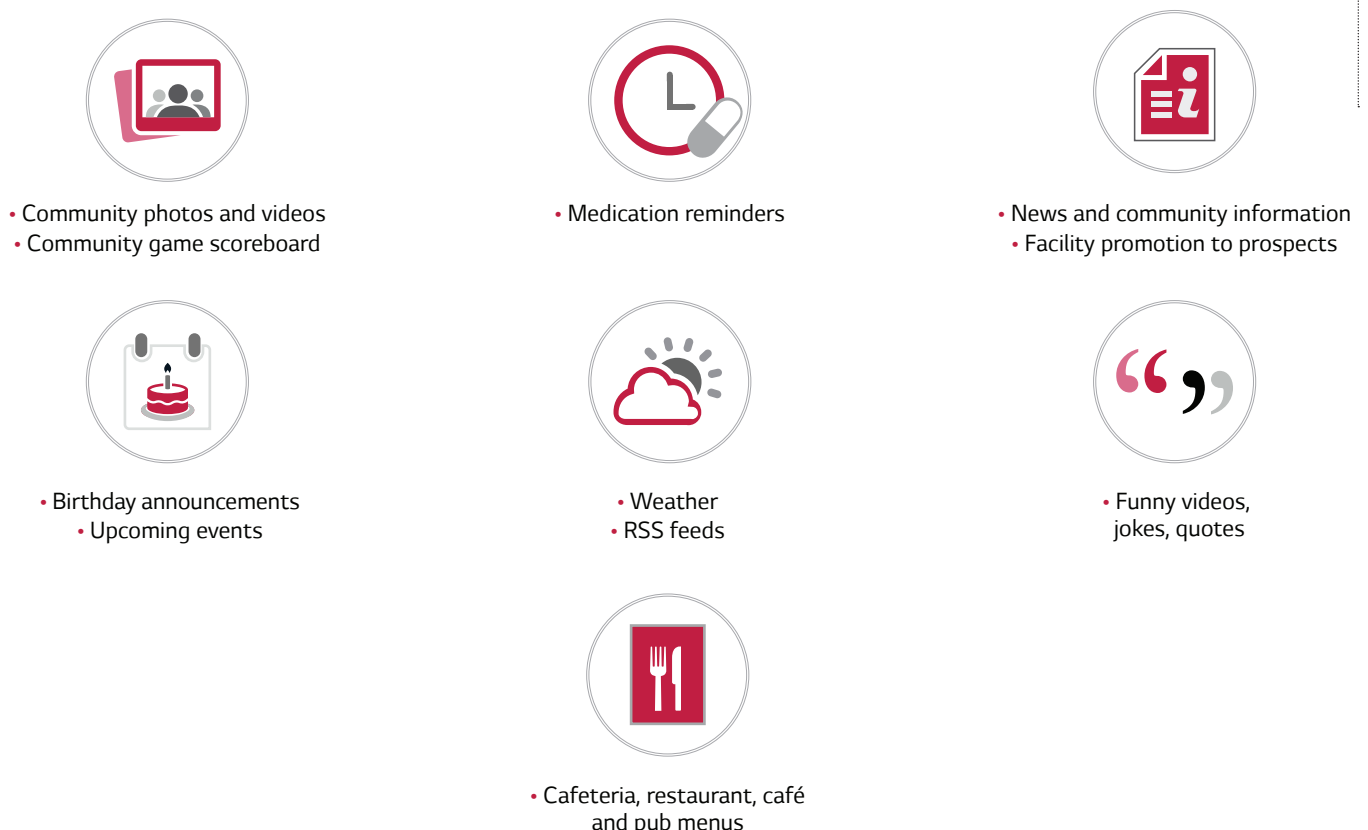 • Community photos and videos
• Community game scoreboard
• Medication reminders
• News and community information
• Facility promotion to prospects
• Birthday announcements
• Upcoming events
• Weather
• RSS feeds
• Funny videos,
jokes, quotes
• Cafeteria, restaurant, café
and pub menus